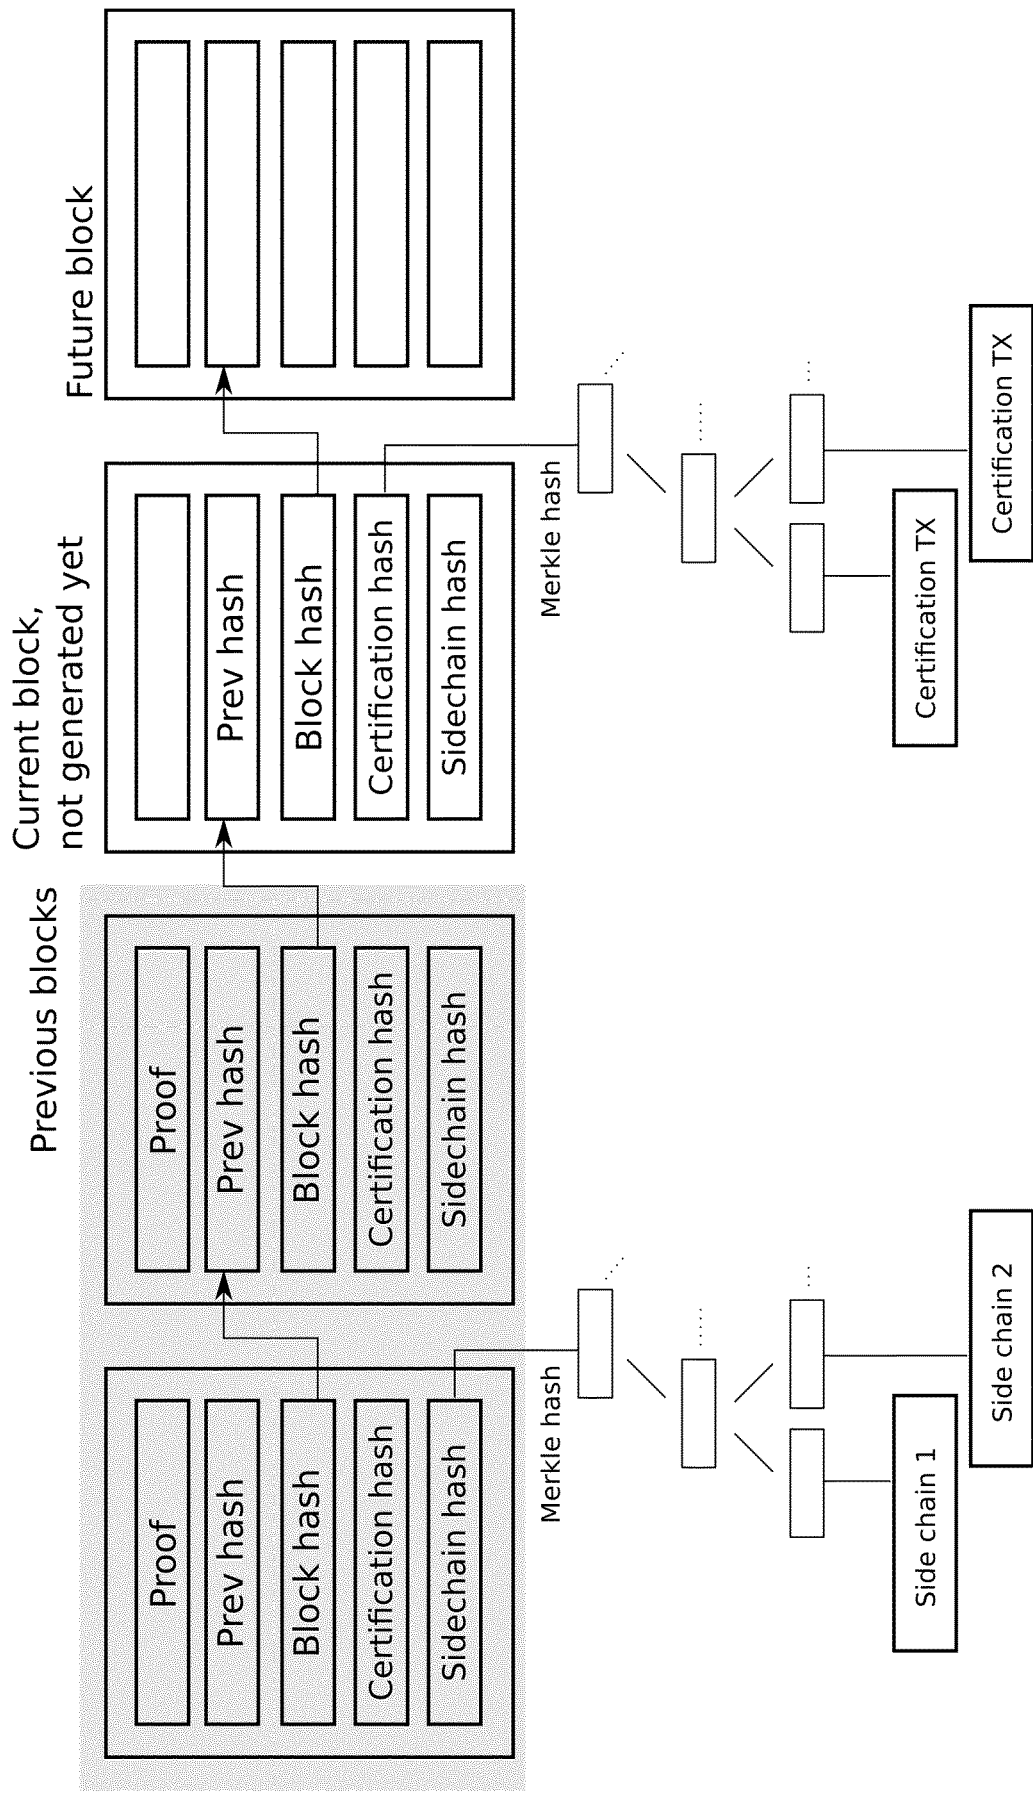 Previous blocks
Current block,
not generated yet
Future block
Proof
Prev hash
Block hash
Certification hash
Sidechain hash
Proof
Prev hash
Block hash
Certification hash
Sidechain hash
Prev hash
Block hash
Certification hash
Sidechain hash
Merkle hash
Side chain 1
Side chain 2
Merkle hash
Certification TX
Certification TX